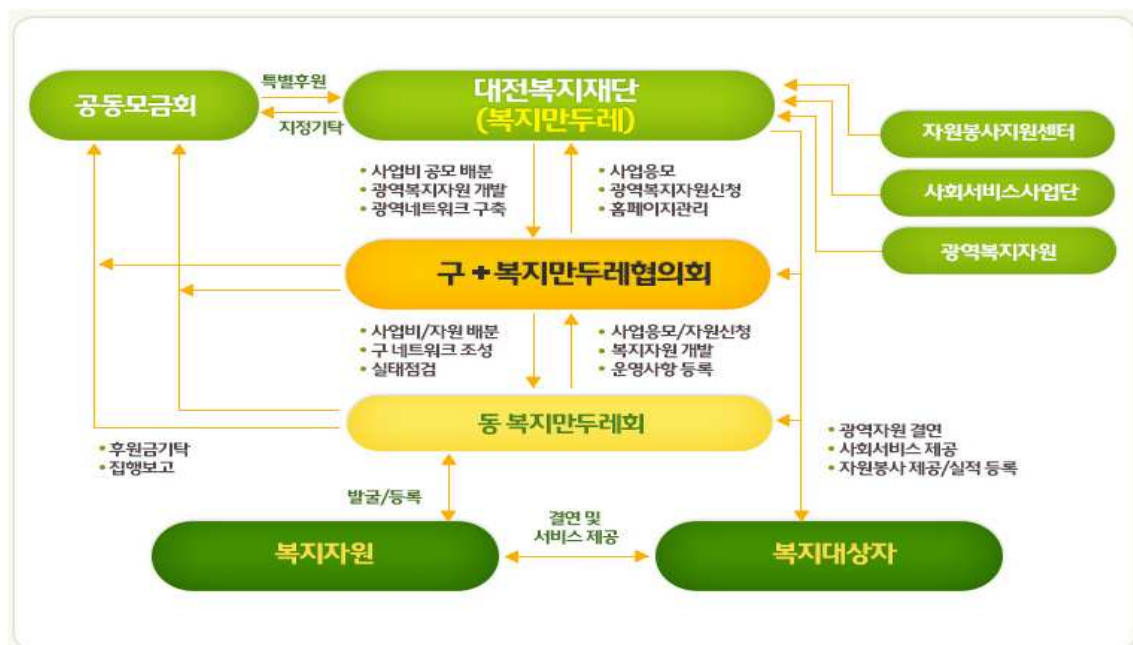 공동모금회
특별후원
지정기탁
대전복지재단
(복지만두레)
자원봉사지원센터
사회서비스사업단
광역복지자원
• 사업비 공모 배분
• 광역복지자원 개발
• 광역네트워크 구축
• 사업응모
• 광역복지자원신청
• 홈페이지관리
구 + 복지만두레협의회
• 사업비/자원 배분
• 구 네트워크 조성
• 실태점검
• 사업응모/자원신청
• 복지자원 개발
• 운영사항 등록
동 복지만두레회
• 후원금기탁
• 집행보고
• 광역자원 결연
• 사회서비스 제공
• 자원봉사 제공/실적 등록
발굴/등록
결연 및
서비스 제공
복지자원
복지대상자